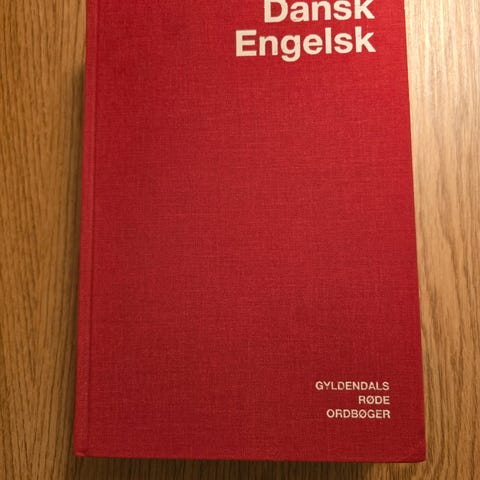 Dansk
Engelsk
GYLDENDALS
RØDE
ORDBØGER